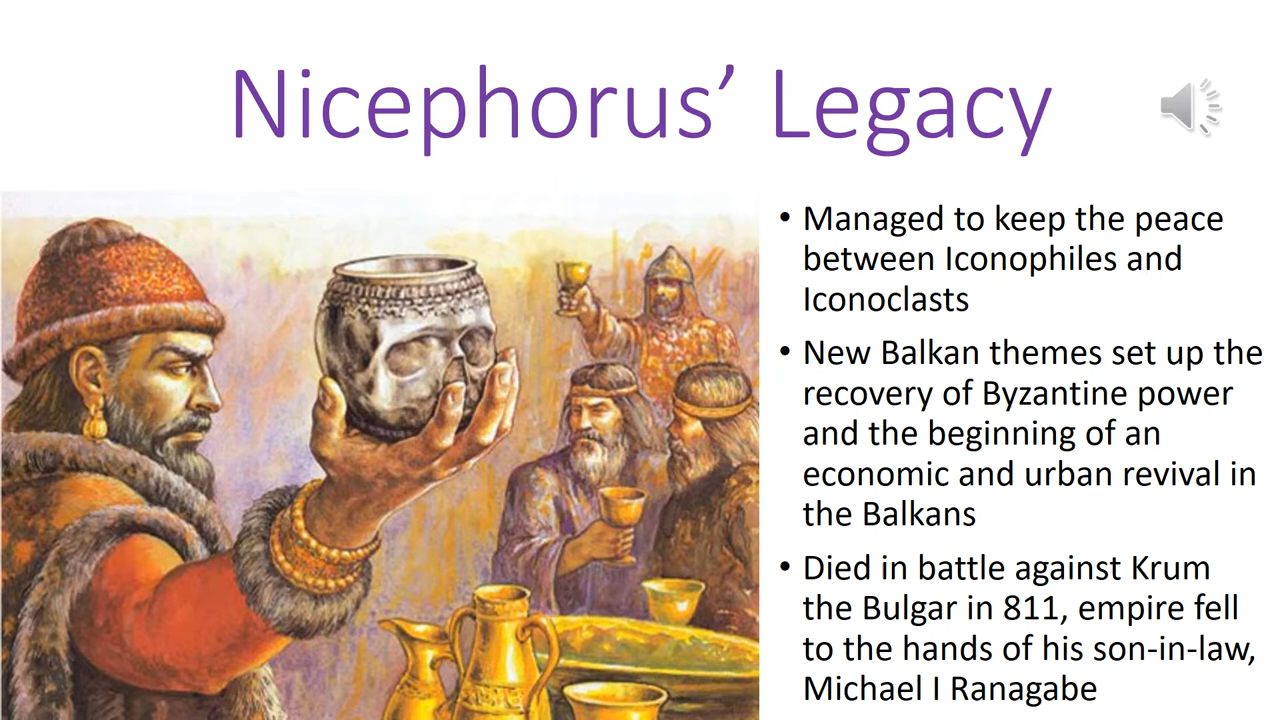 Nicephorus’ Legacy
• Managed to keep the peace
between Iconophiles and
Iconoclasts
• New Balkan themes set up the
recovery of Byzantine power
and the beginning of an
economic and urban revival in
the Balkans
• Died in battle against Krum
the Bulgar in 811, empire fell
to the hands of his son-in-law,
Michael I Ranagabe